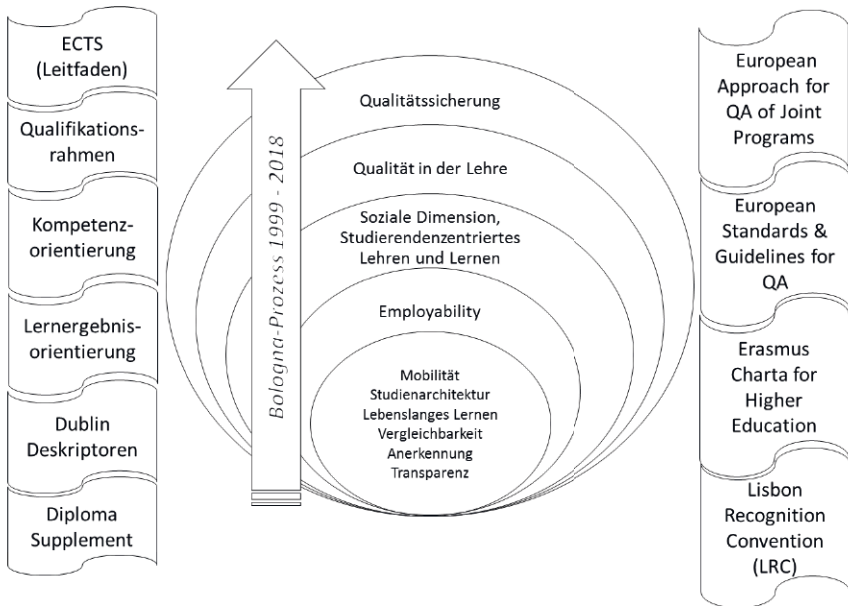 ECTS
(Leitfaden)
Qualifikations-
rahmen
Kompetenz-
orientierung
Lernergebnis-
orientierung
Dublin
Deskriptoren
Diploma
Supplement
Bologna-Prozess 1999 - 2018
Qualitätssicherung
Qualität in der Lehre
Soziale Dimension,
Studierendenzentriertes
Lehren und Lernen
Employability
Mobilität
Studienarchitektur
Lebenslanges Lernen
Vergleichbarkeit
Anerkennung
Transparenz
European
Approach for
QA of Joint
Programs
European
Standards &
Guidelines for
QA
Erasmus
Charta for
Higher
Education
Lisbon
Recognition
Convention
(LRC)